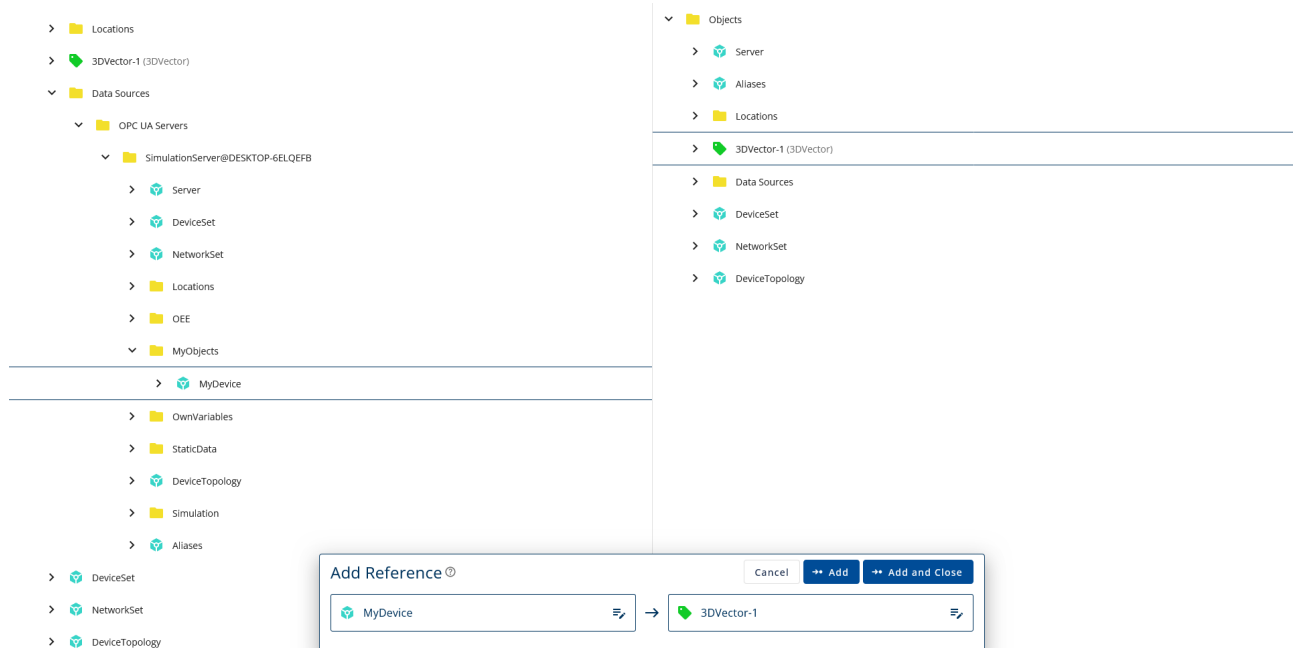 Locations
3DVector-1 (3DVector)
Data Sources
OPC UA Servers
SimulationServer@DESKTOP-6ELQEFB
Server
DeviceSet
NetworkSet
Locations
OEE
MyObjects
MyDevice
OwnVariables
StaticData
DeviceTopology
Simulation
Aliases
DeviceSet
NetworkSet
DeviceTopology
Objects
Server
Aliases
Locations
3DVector-1 (3DVector)
Data Sources
DeviceSet
NetworkSet
DeviceTopology
Add Reference ?
Cancel
Add
Add and Close
MyDevice
3DVector-1